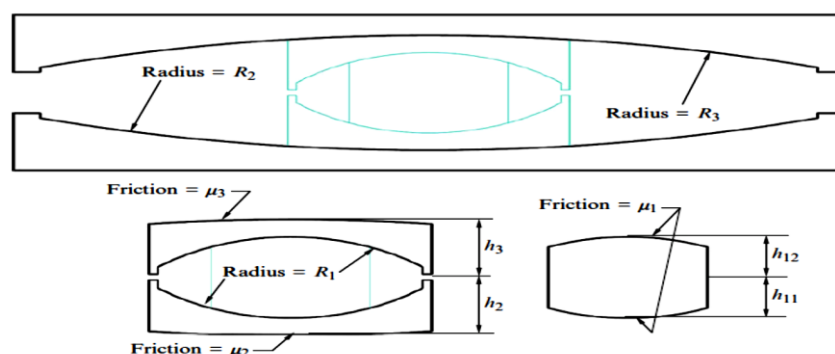 Radius = R₂
Radius = R₃
Friction = μ₃
Friction = μ₁
h₃
h₁₂
Radius = R₁
h₂
h₁₁
Friction = μ₂